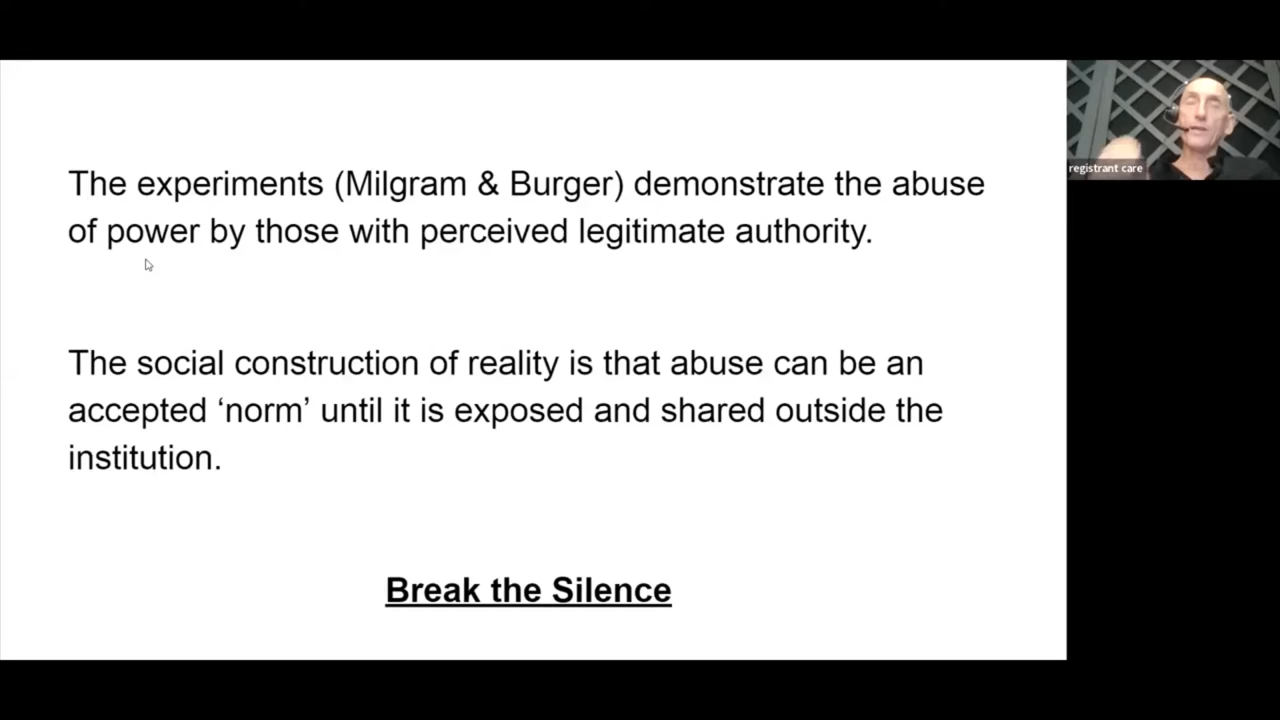 The experiments (Milgram & Burger) demonstrate the abuse
of power by those with perceived legitimate authority.
The social construction of reality is that abuse can be an
accepted ‘norm’ until it is exposed and shared outside the
institution.
Break the Silence
registrant care